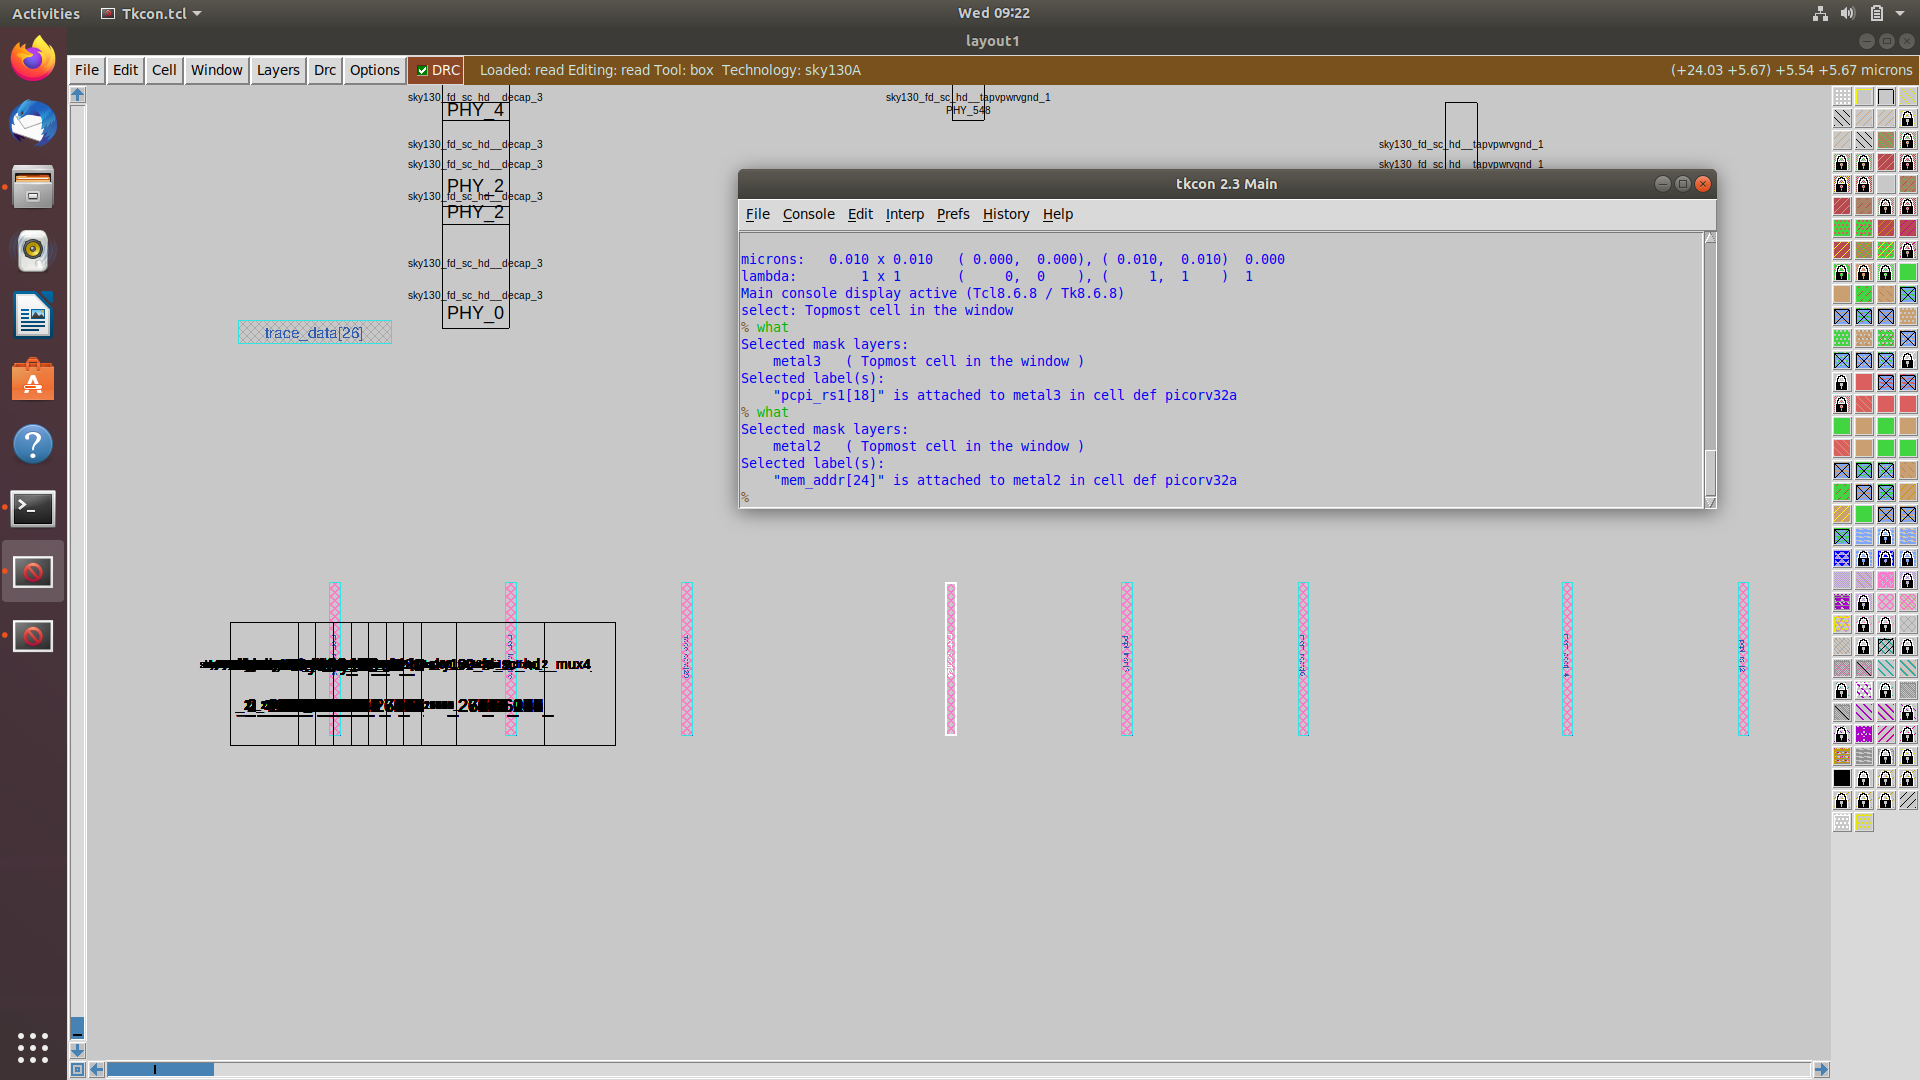 Activities Tkcon.tcl Wed 09:22
layout1
File Edit Cell Window Layers Drc Options DRC Loaded: read Editing: read Tool: box Technology: sky130A (+24.03 +5.67) +5.54 +5.67 microns
sky130_fd_sc_hd__decap_3
PHY_4
sky130_fd_sc_hd__decap_3
sky130_fd_sc_hd__decap_3
PHY_2
sky130_fd_sc_hd__decap_3
PHY_2
sky130_fd_sc_hd__decap_3
sky130_fd_sc_hd__decap_3
PHY_0
trace_data[26]
sky130_fd_sc_hd__tapvpwrvgnd_1
PHY_548
sky130_fd_sc_hd__tapvpwrvgnd_1
sky130_fd_sc_hd__tapvpwrvgnd_1
tkcon 2.3 Main
File Console Edit Interp Prefs History Help
microns: 0.010 x 0.010 ( 0.000, 0.000), ( 0.010, 0.010) 0.000
lambda: 1 x 1 ( 0, 0 ), ( 1, 1 ) 1
Main console display active (Tcl8.6.8 / Tk8.6.8)
select: Topmost cell in the window
% what
Selected mask layers:
metal3 ( Topmost cell in the window )
Selected label(s):
"pcpi_rs1[18]" is attached to metal3 in cell def picorv32a
% what
Selected mask layers:
metal2 ( Topmost cell in the window )
Selected label(s):
"mem_addr[24]" is attached to metal2 in cell def picorv32a
%